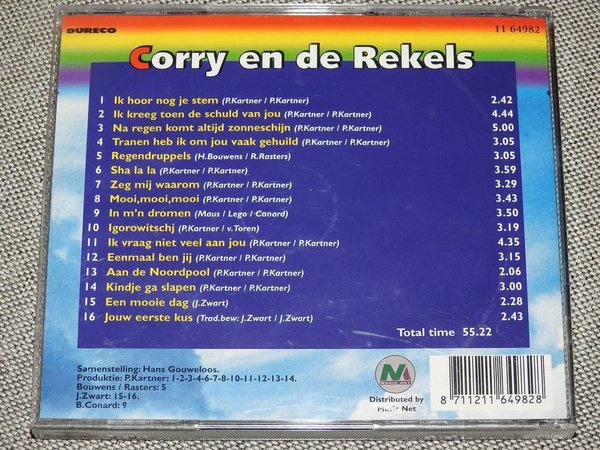 DURECO 11 64982
Corry en de Rekels
1 Ik hoor nog je stem (P.Kartner / P.Kartner) 2.42
2 Ik kreeg toen de schuld van jou (P.Kartner / P.Kartner) 4.44
3 Na regen komt altijd zonneschijn (P.Kartner / P.Kartner) 5.00
4 Tranen heb ik om jou vaak gehuild (P.Kartner / P.Kartner) 3.05
5 Regendruppels (H.Bouwens / R.Rasters) 3.05
6 Sha la la (P.Kartner / P.Kartner) 3.59
7 Zeg mij waarom (P.Kartner / P.Kartner) 3.29
8 Mooi,mooi,mooi (P.Kartner / P.Kartner) 3.43
9 In m'n dromen (Maus / Lego / Conard) 3.50
10 Igorowitschj (P.Kartner / v.Toren) 3.19
11 Ik vraag niet veel aan jou (P.Kartner / P.Kartner) 4.35
12 Eenmaal ben jij (P.Kartner / P.Kartner) 3.15
13 Aan de Noordpool (P.Kartner / P.Kartner) 2.06
14 Kindje ga slapen (P.Kartner / P.Kartner) 3.00
15 Een mooie dag (J.Zwart) 2.28
16 Jouw eerste kus (Trad.bew: J.Zwart / J.Zwart) 2.43
Total time 55.22
Samenstelling: Hans Gouweloos.
Produktie: P.Kartner: 1-2-3-4-6-7-8-10-11-12-13-14.
Bouwens / Rasters: 5
J.Zwart: 15-16.
B.Conard: 9
MUSIC NET
Distributed by
Music Net
8 711211 649828